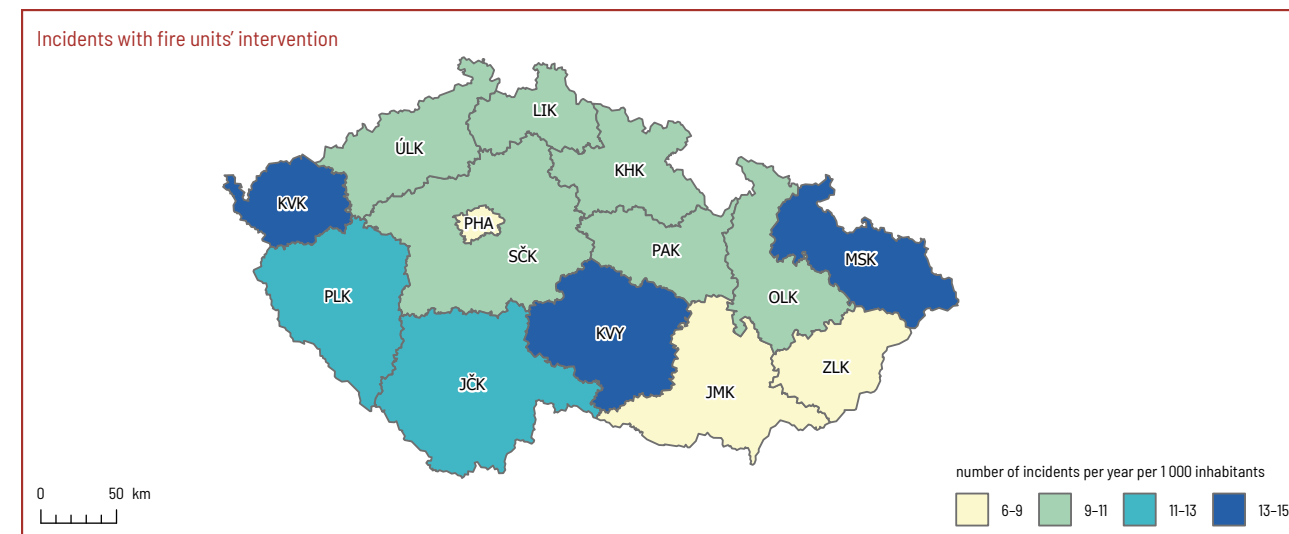 Incidents with fire units’ intervention
LIK
ÚLK
KHK
KVK
PHA
SČK
PAK
MSK
PLK
OLK
KVY
ZLK
JČK
JMK
number of incidents per year per 1 000 inhabitants
0 50 km
6–9 9–11 11–13 13–15